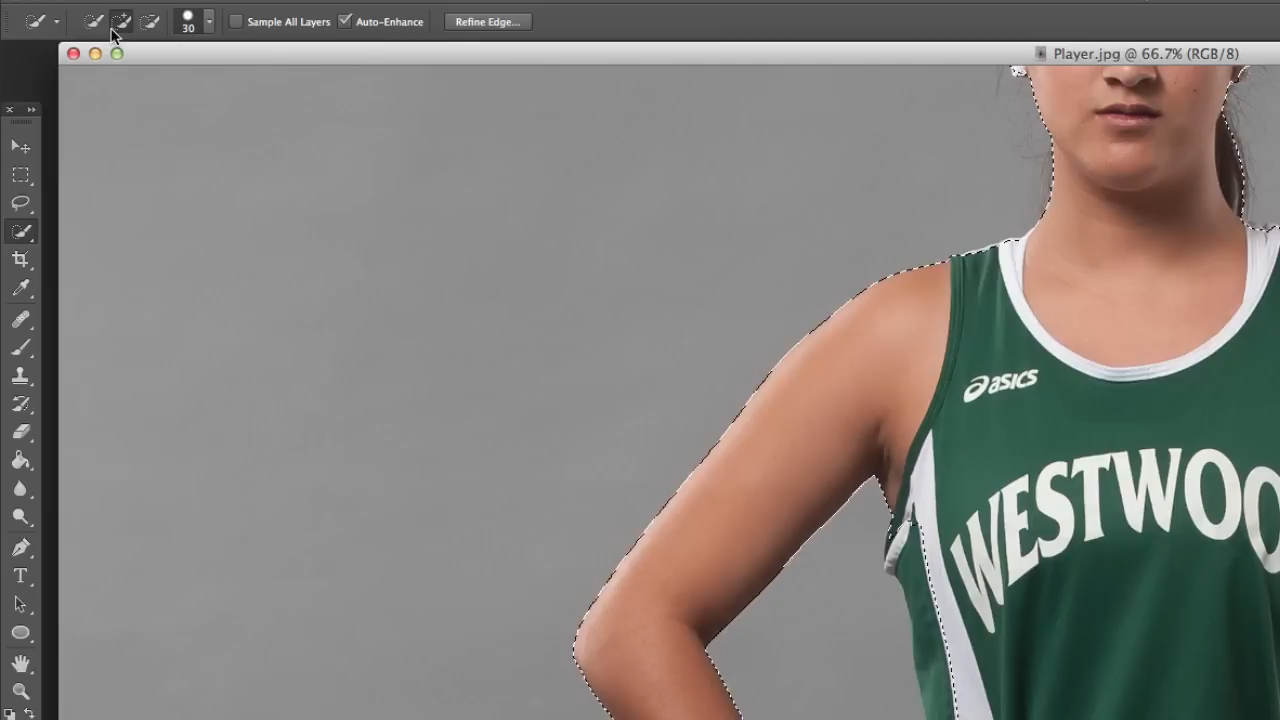 30 Sample All Layers Auto-Enhance Refine Edge...
Player.jpg @ 66.7% (RGB/8)
asics
WESTWOO
T